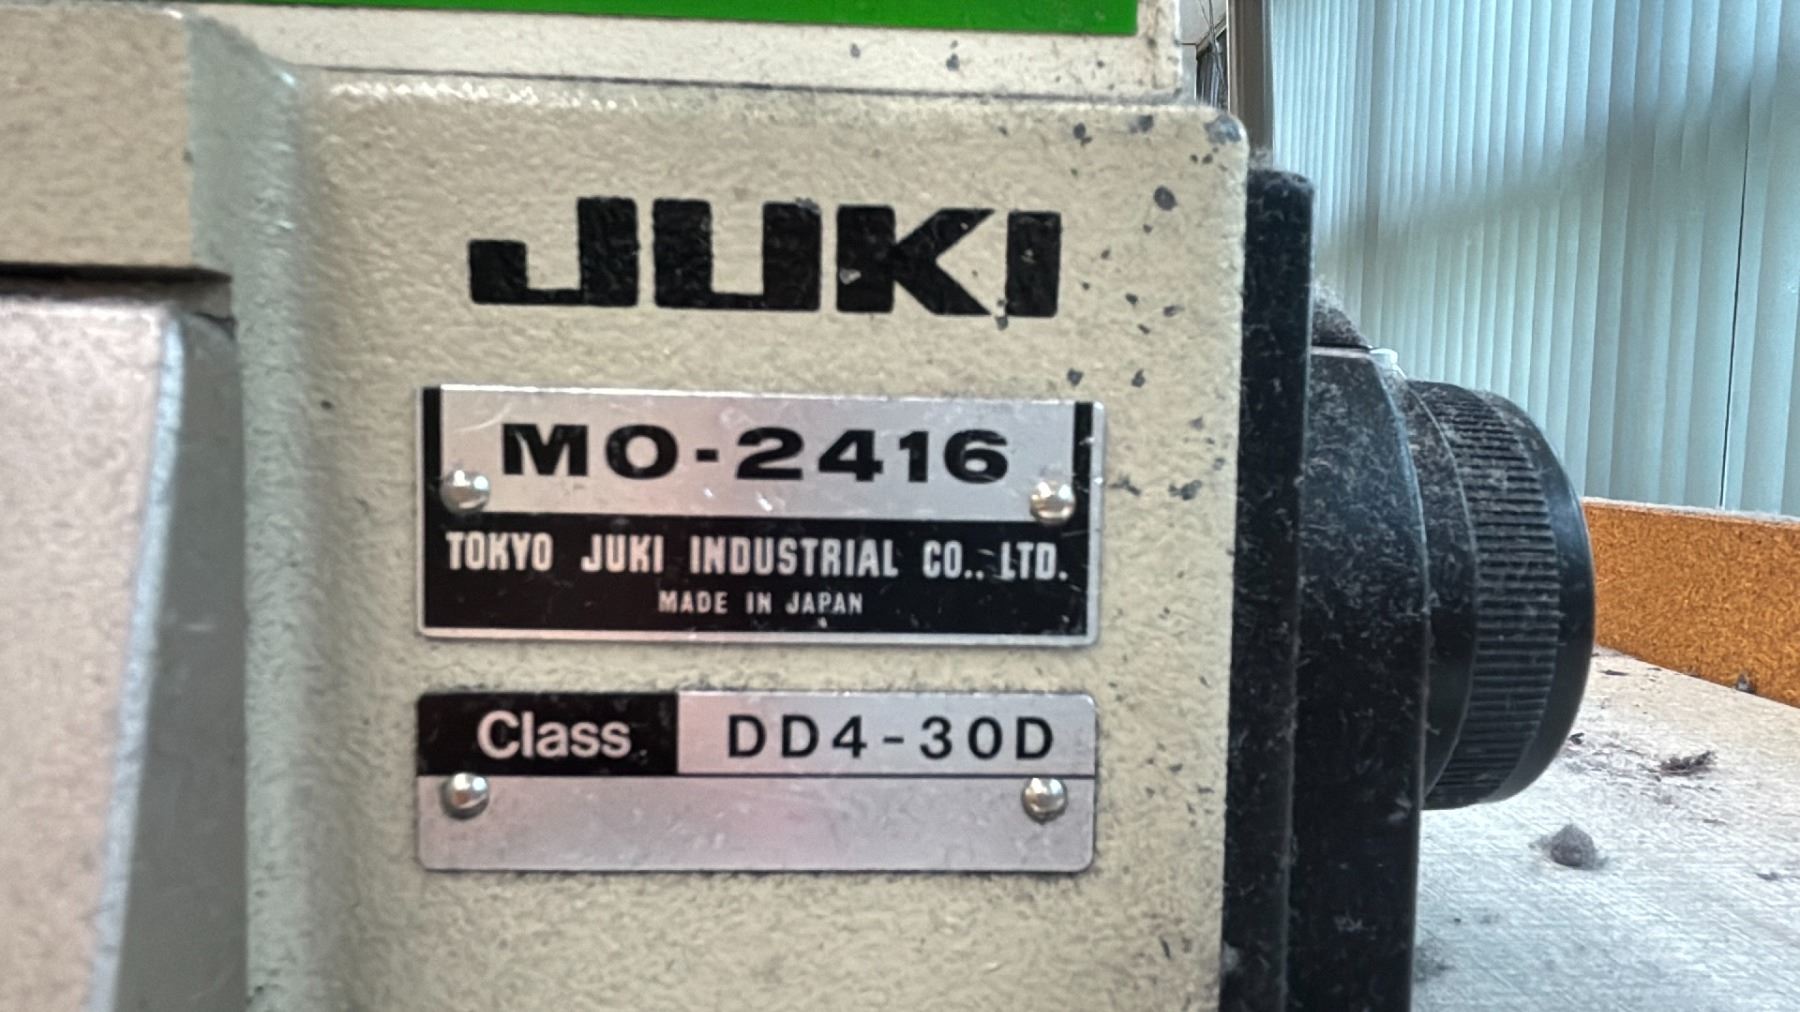 JUKI
MO-2416
TOKYO JUKI INDUSTRIAL CO., LTD.
MADE IN JAPAN
Class DD4-30D